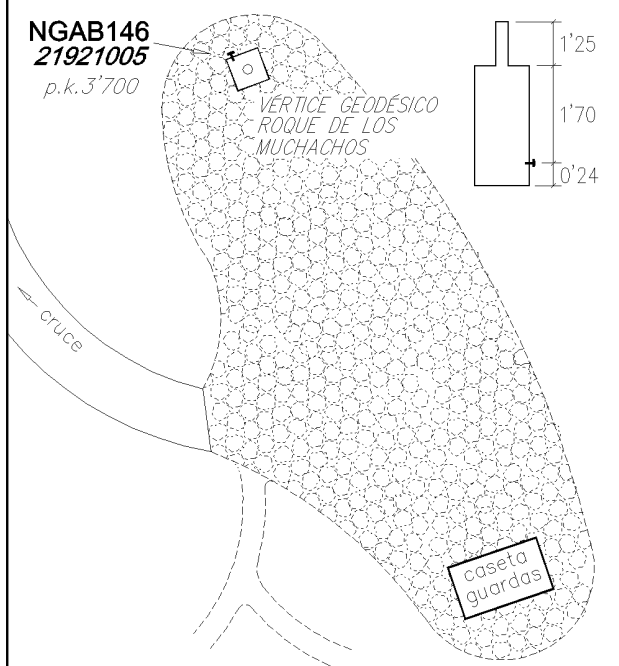 NGAB146
21921005
p.k.3'700
VÉRTICE GEODÉSICO
ROQUE DE LOS
MUCHACHOS
1'25
1'70
0'24
cruce
caseta
guardas